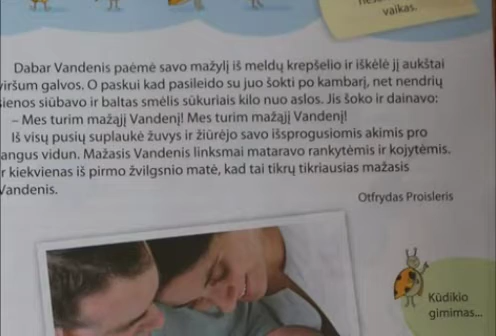 vaikas.
Dabar Vandenis paėmė savo mažylį iš meldų krepšelio ir iškėlė jį aukštai
viršum galvos. O paskui kad pasileido su juo šokti po kambarį, net nendrių
sienos siūbavo ir baltas smėlis sūkuriais kilo nuo aslos. Jis šoko ir dainavo:
– Mes turim mažąjį Vandenį! Mes turim mažąjį Vandenį!
Iš visų pusių suplaukė žuvys ir žiūrėjo savo išsprogusiomis akimis pro
langus vidun. Mažasis Vandenis linksmai mataravo rankytėmis ir kojytėmis.
Ir kiekvienas iš pirmo žvilgsnio matė, kad tai tikrų tikriausias mažasis
Vandenis.
Otfrydas Proisleris
Kūdikio
gimimas...